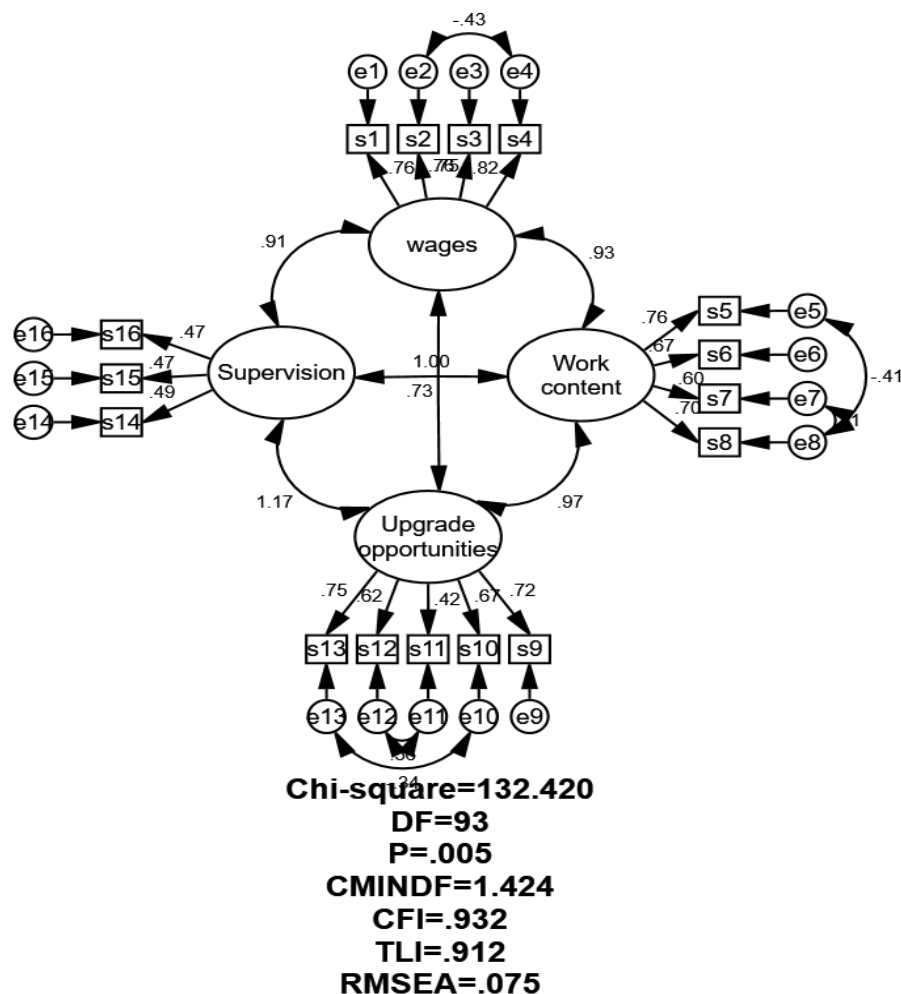 -.43
e1 e2 e3 e4
s1 s2 s3 s4
.76 .75 .82
wages
.91 .93
s5 e5
.76
e16 s16 .47
s6 e6
.67
-.41
e15 s15 .47
Supervision
1.00
.73
Work
content
.60
s7 e7
e14 s14 .49
.70
s8 e8
1.17 .97
Upgrade
opportunities
.75 .62 .42 .67 .72
s13 s12 s11 s10 s9
e13 e12 e11 e10 e9
Chi-square=132.420
DF=93
P=.005
CMINDF=1.424
CFI=.932
TLI=.912
RMSEA=.075